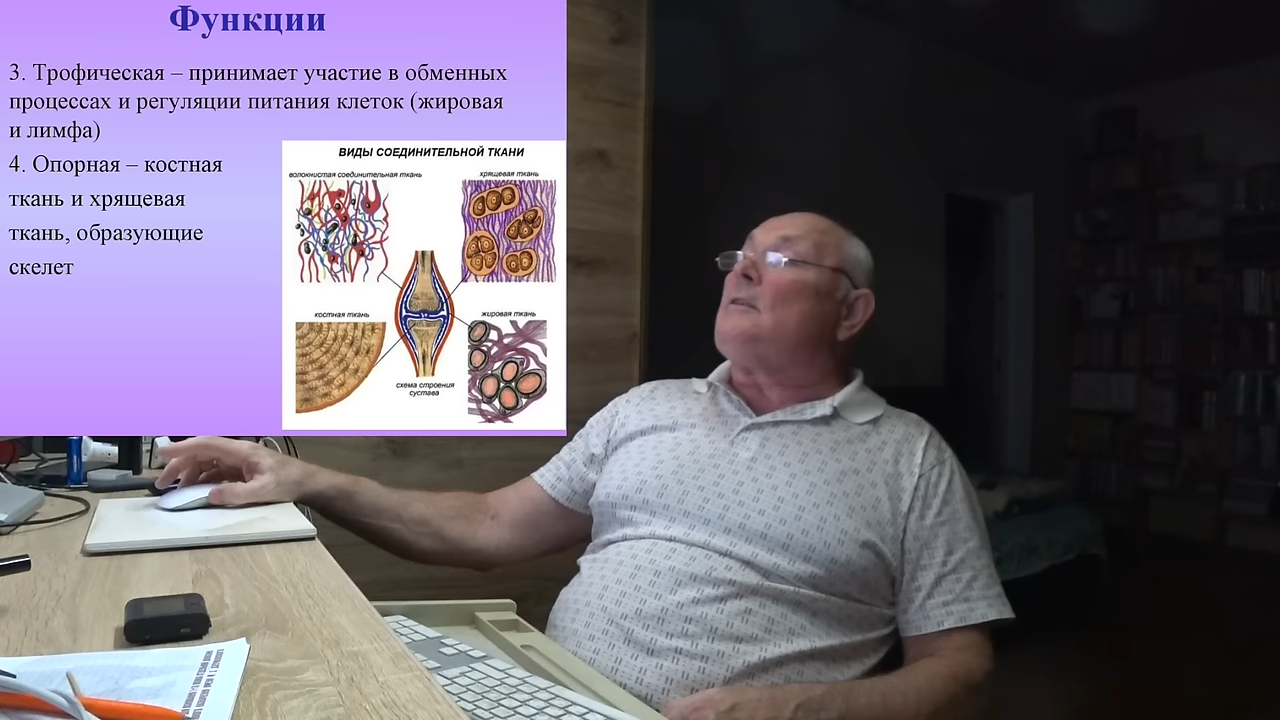 Функции
3. Трофическая – принимает участие в обменных
процессах и регуляции питания клеток (жировая
и лимфа)
4. Опорная – костная
ткань и хрящевая
ткань, образующие
скелет
ВИДЫ СОЕДИНИТЕЛЬНОЙ ТКАНИ
волокнистая соединительная ткань
хрящевая ткань
костная ткань
жировая ткань
схема строения
сустава